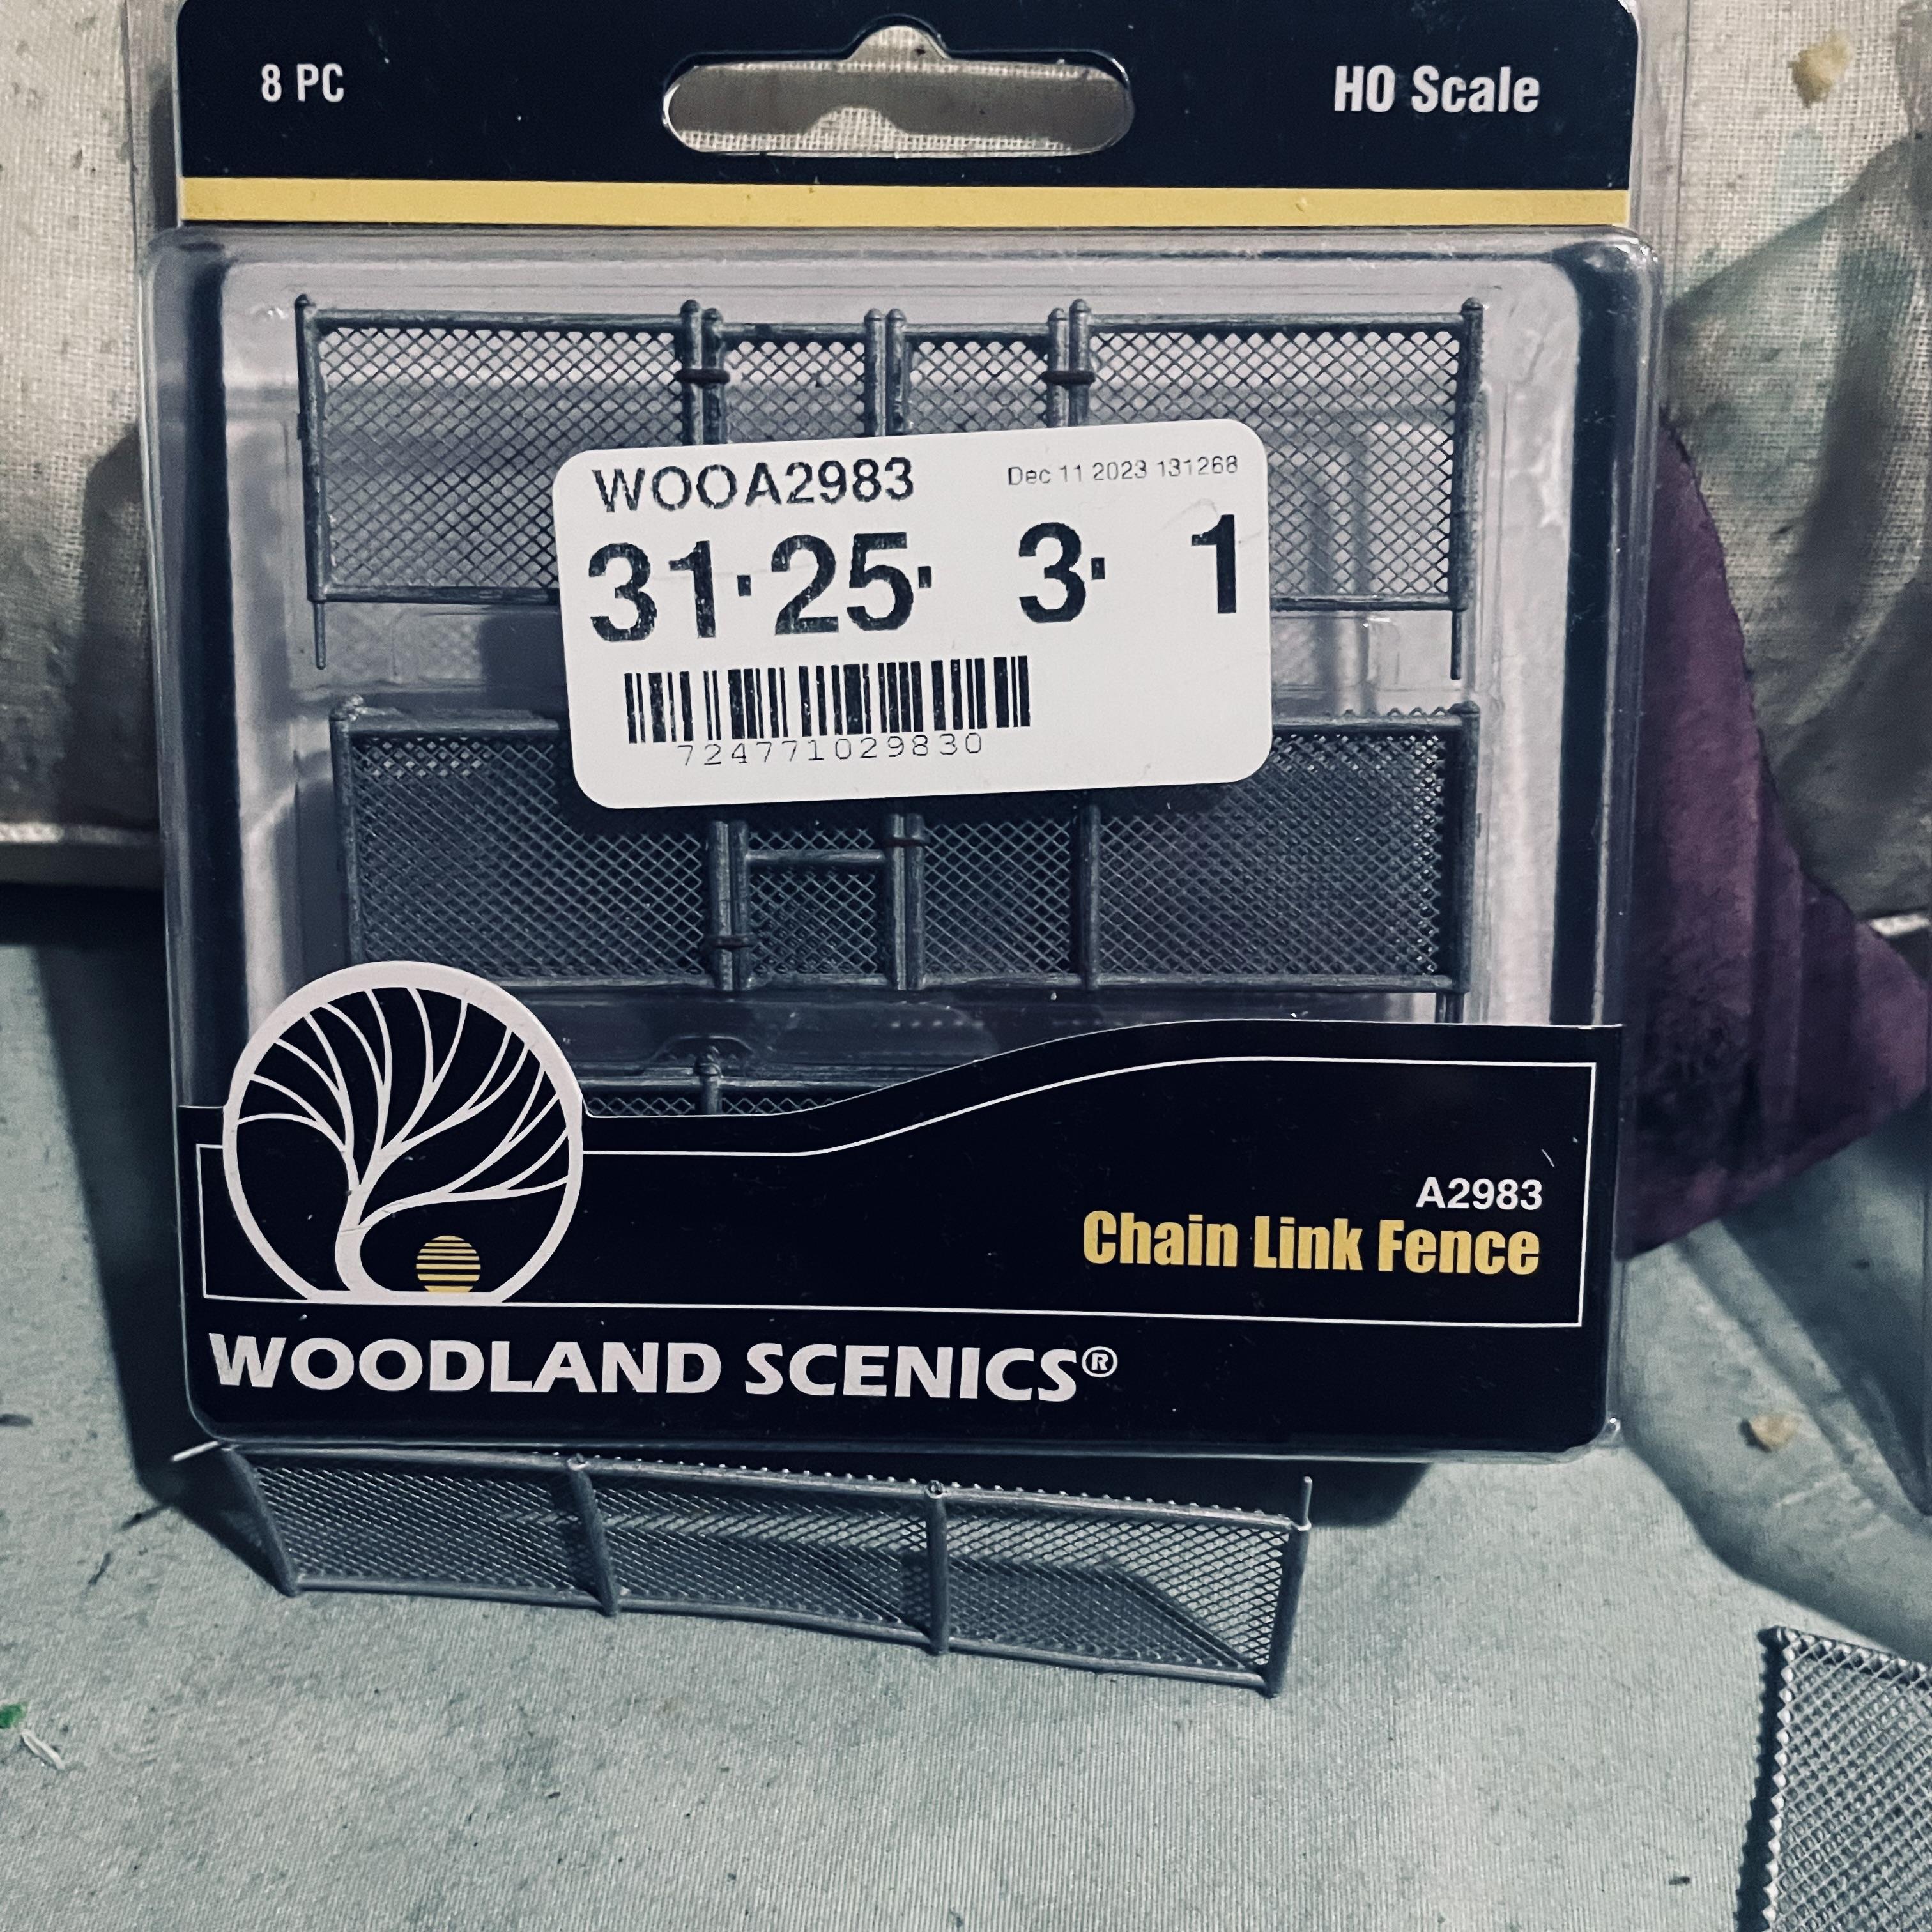 8 PC
HO Scale
WOOA2983
Dec 11 2023 131268
31·25· 3· 1
724771029830
A2983
Chain Link Fence
WOODLAND SCENICS®